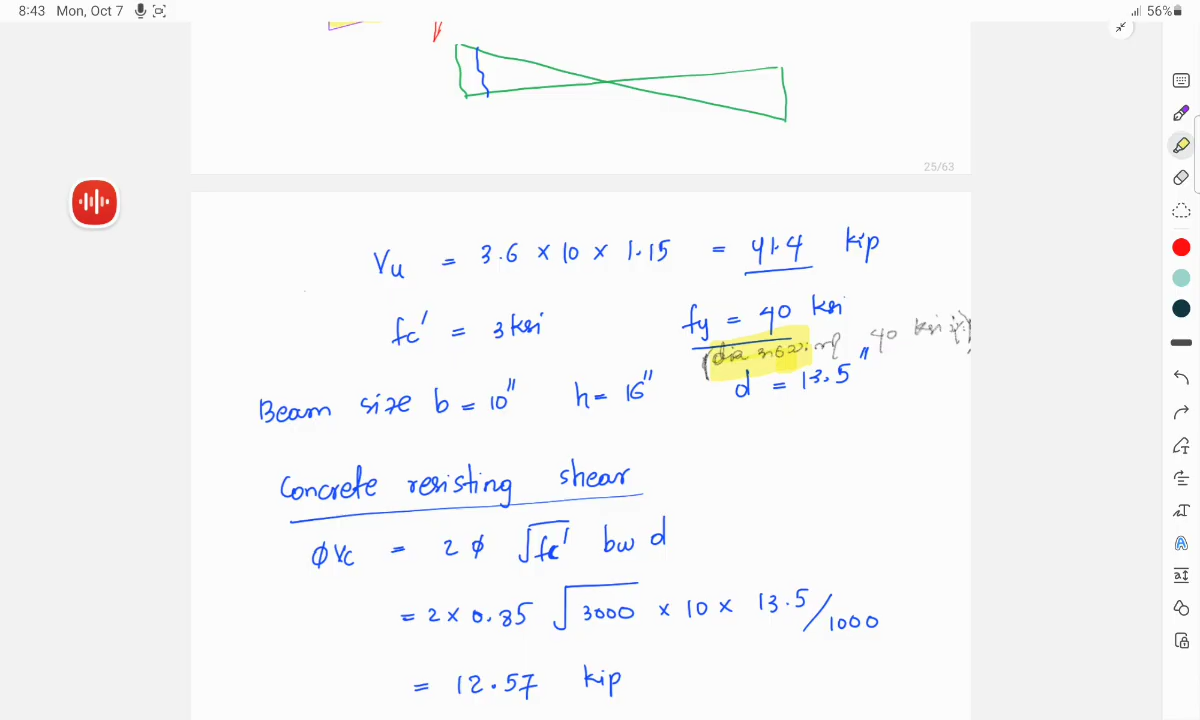 8:43 Mon, Oct 7 56%
25/63
Vu = 3.6 × 10 × 1.15 = 41.4 kip
fc' = 3 ksi fy = 40 ksi
40 ksi
Beam size b = 10" h = 16" d = 13.5"
Concrete resisting shear
φVc = 2φ √fc' bw d
= 2 × 0.85 √3000 × 10 × 13.5/1000
= 12.57 kip